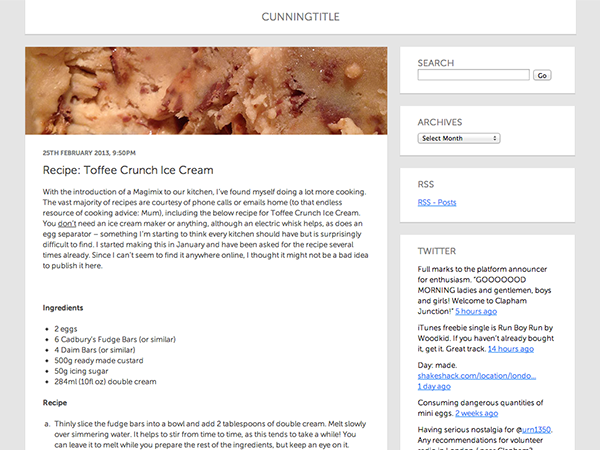 CUNNINGTITLE
25TH FEBRUARY 2013, 9:50PM
Recipe: Toffee Crunch Ice Cream
With the introduction of a Magimix to our kitchen, I've found myself doing a lot more cooking.
The vast majority of recipes are courtesy of phone calls or emails home (to that endless
resource of cooking advice: Mum), including the below recipe for Toffee Crunch Ice Cream.
You don't need an ice cream maker or anything, although an electric whisk helps, as does an
egg separator – something I'm starting to think every kitchen should have but is surprisingly
difficult to find. I started making this in January and have been asked for the recipe several
times already. Since I can't seem to find it anywhere online, I thought it might not be a bad idea
to publish it here.
Ingredients
• 2 eggs
• 6 Cadbury's Fudge Bars (or similar)
• 4 Daim Bars (or similar)
• 500g ready made custard
• 50g icing sugar
• 284ml (10fl oz) double cream
Recipe
a. Thinly slice the fudge bars into a bowl and add 2 tablespoons of double cream. Melt slowly
over simmering water. It helps to stir from time to time, as this tends to take a while! You
can leave it to melt while you prepare the rest of the ingredients, but keep an eye on it.
SEARCH
Go
ARCHIVES
Select Month
RSS
RSS - Posts
TWITTER
Full marks to the platform announcer
for enthusiasm. "GOOOOOOD
MORNING ladies and gentlemen, boys
and girls! Welcome to Clapham
Junction!" 5 hours ago
iTunes freebie single is Run Boy Run by
Woodkid. If you haven't already bought
it, get it. Great track. 14 hours ago
Day: made.
shakeshack.com/location/londo...
1 day ago
Consuming dangerous quantities of
mini eggs. 2 weeks ago
Having serious nostalgia for @urn1350.
Any recommendations for volunteer